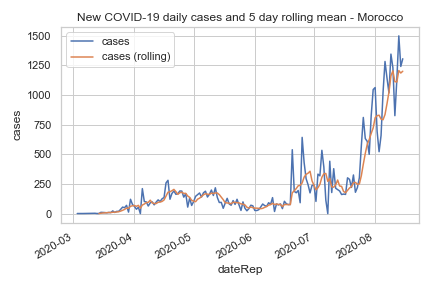 New COVID-19 daily cases and 5 day rolling mean - Morocco
cases
cases (rolling)
1500
1250
1000
750
500
250
0
cases
2020-03
2020-04
2020-05
2020-06
2020-07
2020-08
dateRep